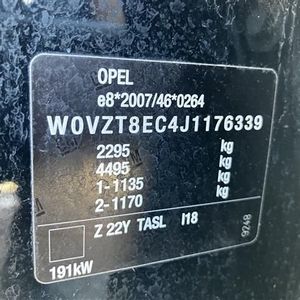 OPEL
e8*2007/46*0264
W0VZT8EC4J1176339
2295 kg
4495 kg
1-1135 kg
2-1170 kg
Z 22Y TASL I18
9248
191kW